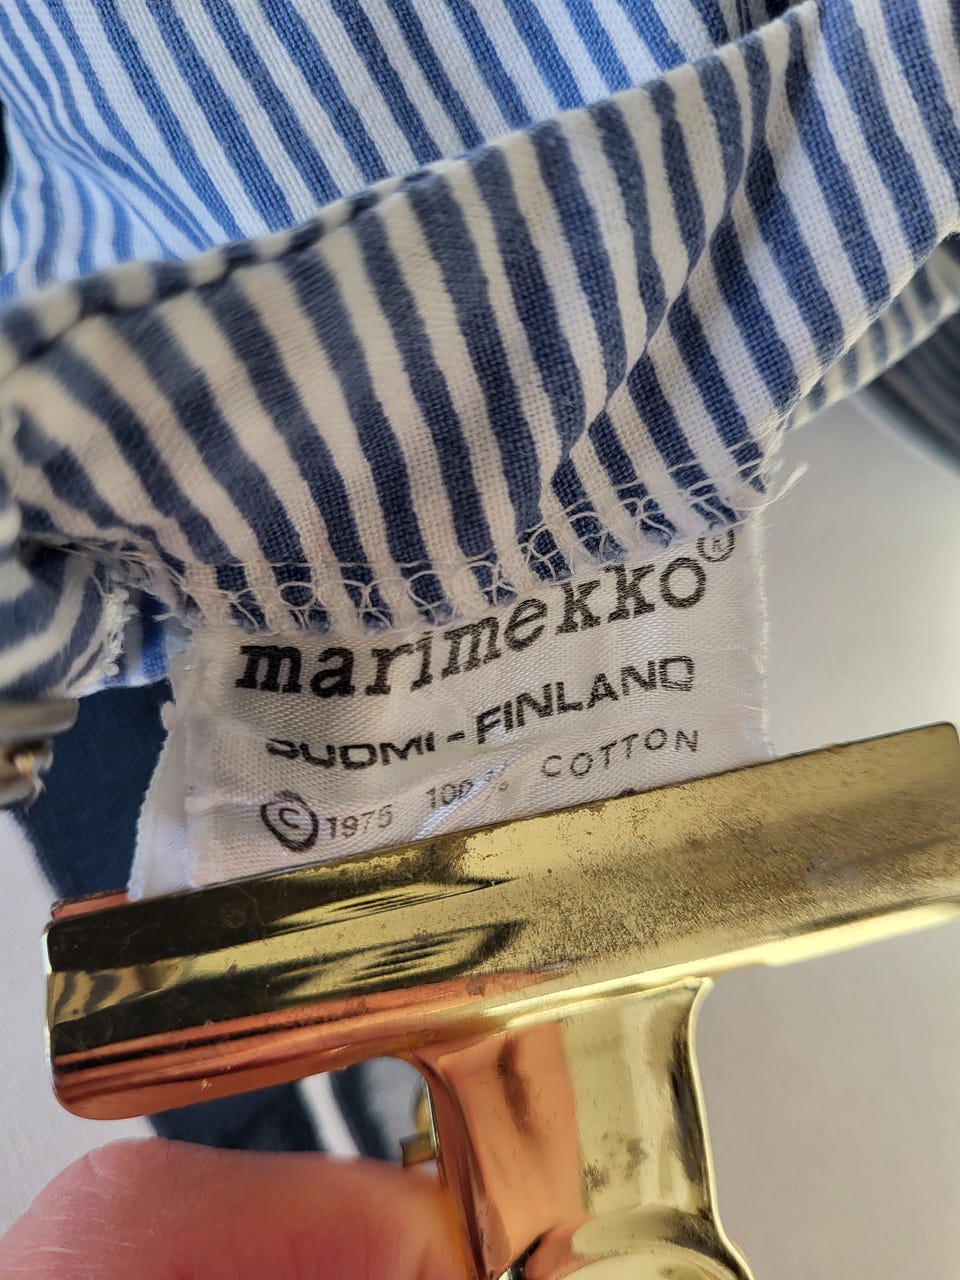 marimekko®
SUOMI-FINLAND
© 1975 100% COTTON